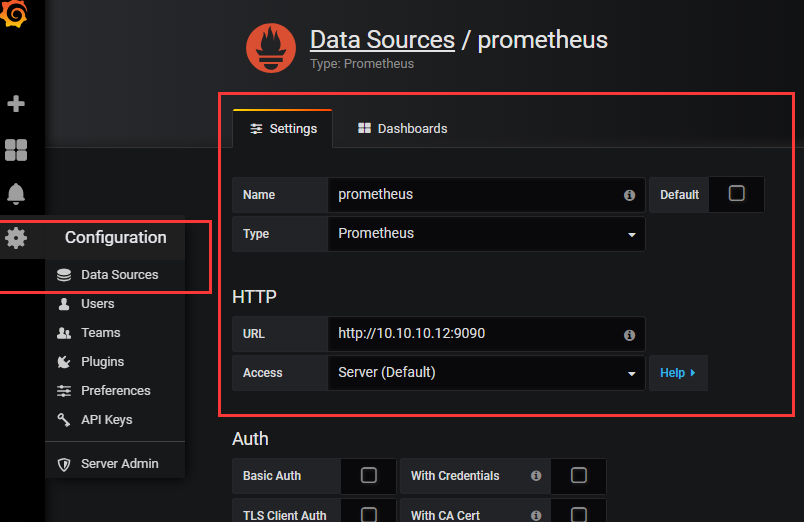 Data Sources / prometheus
Type: Prometheus
Settings
Dashboards
Name
prometheus
Default
Type
Prometheus
Configuration
Data Sources
Users
Teams
Plugins
Preferences
API Keys
Server Admin
HTTP
URL
http://10.10.10.12:9090
Access
Server (Default)
Help
Auth
Basic Auth
With Credentials
TLS Client Auth
With CA Cert